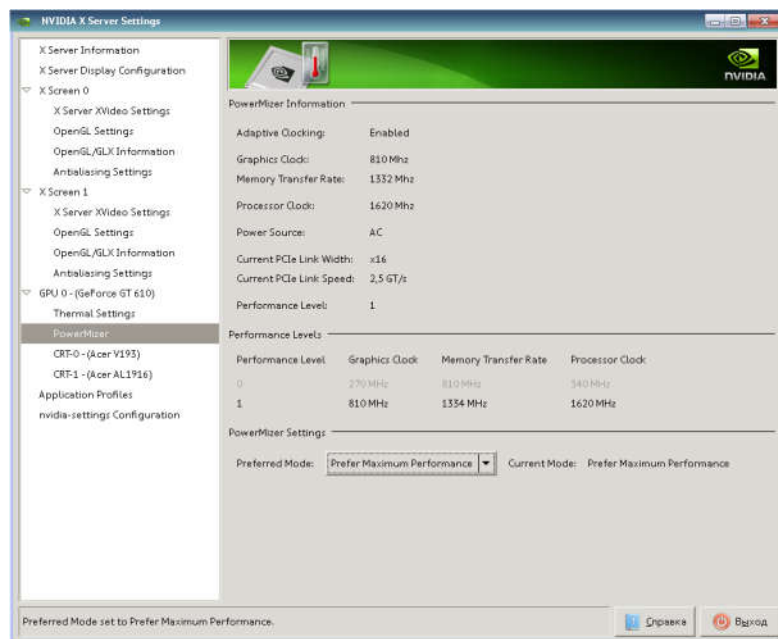 NVIDIA X Server Settings
X Server Information
X Server Display Configuration
X Screen 0
X Server XVideo Settings
OpenGL Settings
OpenGL/GLX Information
Antialiasing Settings
X Screen 1
X Server XVideo Settings
OpenGL Settings
OpenGL/GLX Information
Antialiasing Settings
GPU 0 - (GeForce GT 610)
Thermal Settings
PowerMizer
CRT-0 - (Acer V193)
CRT-1 - (Acer AL1916)
Application Profiles
nvidia-settings Configuration
NVIDIA
PowerMizer Information
Adaptive Clocking: Enabled
Graphics Clock: 810 Mhz
Memory Transfer Rate: 1332 Mhz
Processor Clock: 1620 Mhz
Power Source: AC
Current PCIe Link Width: x16
Current PCIe Link Speed: 2,5 GT/s
Performance Level: 1
Performance Levels
Performance Level Graphics Clock Memory Transfer Rate Processor Clock
0 270 MHz 810 MHz 540 MHz
1 810 MHz 1334 MHz 1620 MHz
PowerMizer Settings
Preferred Mode: Prefer Maximum Performance Current Mode: Prefer Maximum Performance
Preferred Mode set to Prefer Maximum Performance.
Справка
Выход